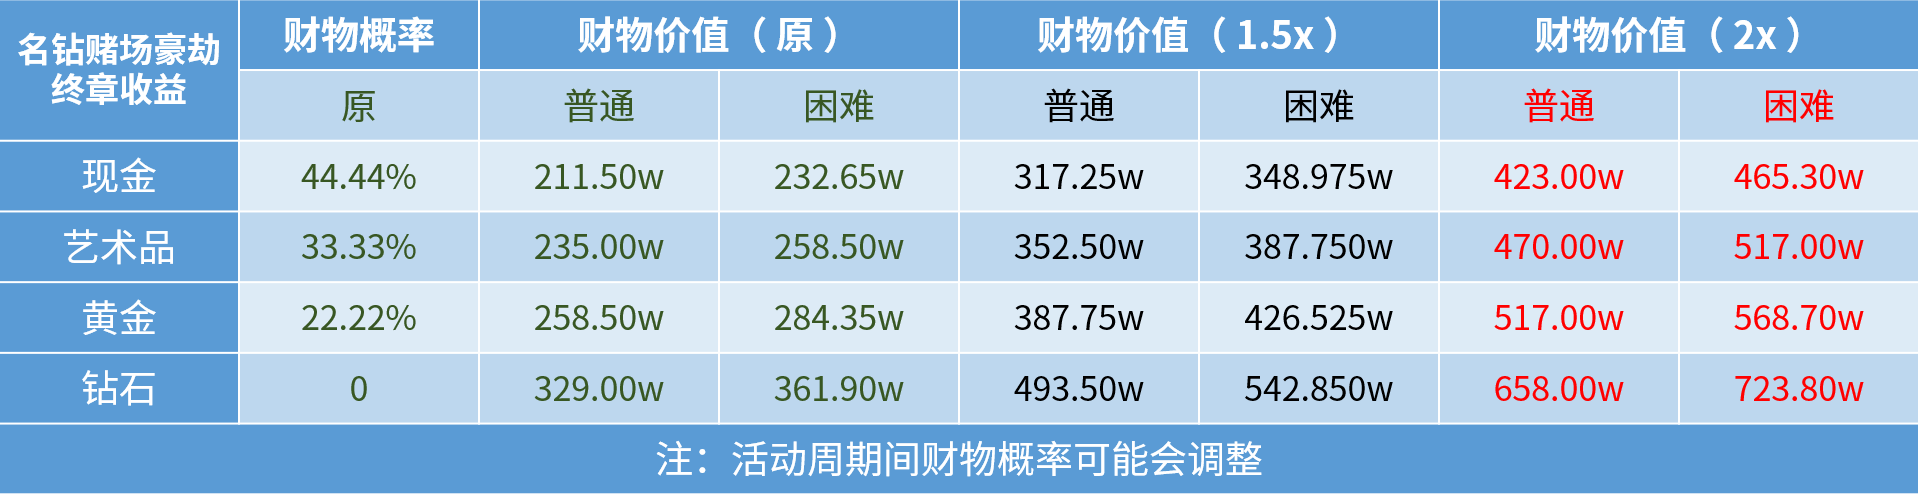 名钻赌场豪劫
终章收益
财物概率 财物价值（原） 财物价值（1.5x） 财物价值（2x）
原 普通 困难 普通 困难 普通 困难
现金 44.44% 211.50w 232.65w 317.25w 348.975w 423.00w 465.30w
艺术品 33.33% 235.00w 258.50w 352.50w 387.750w 470.00w 517.00w
黄金 22.22% 258.50w 284.35w 387.75w 426.525w 517.00w 568.70w
钻石 0 329.00w 361.90w 493.50w 542.850w 658.00w 723.80w
注：活动周期间财物概率可能会调整